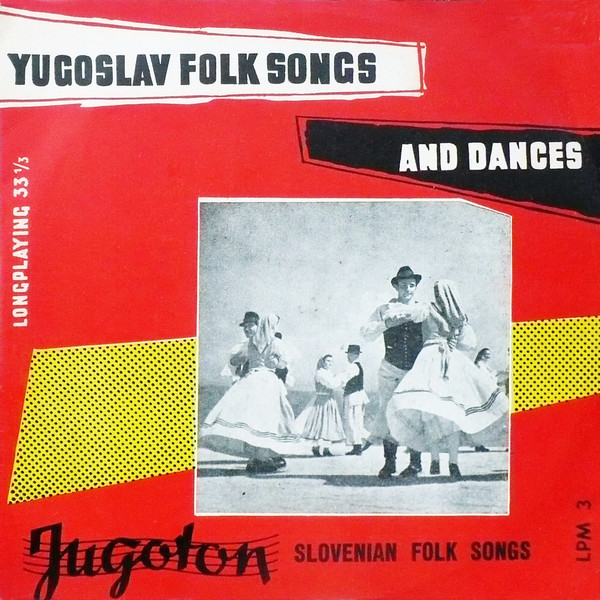 YUGOSLAV FOLK SONGS
AND DANCES
LONGPLAYING 33 1/3
Jugoton
SLOVENIAN FOLK SONGS
LPM 3